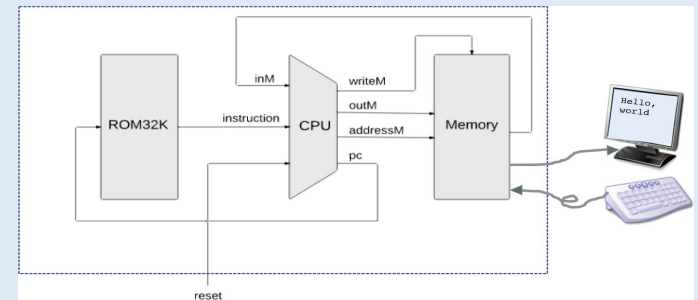 inM
writeM
outM
ROM32K
instruction
CPU
addressM
Memory
pc
Hello,
world
reset